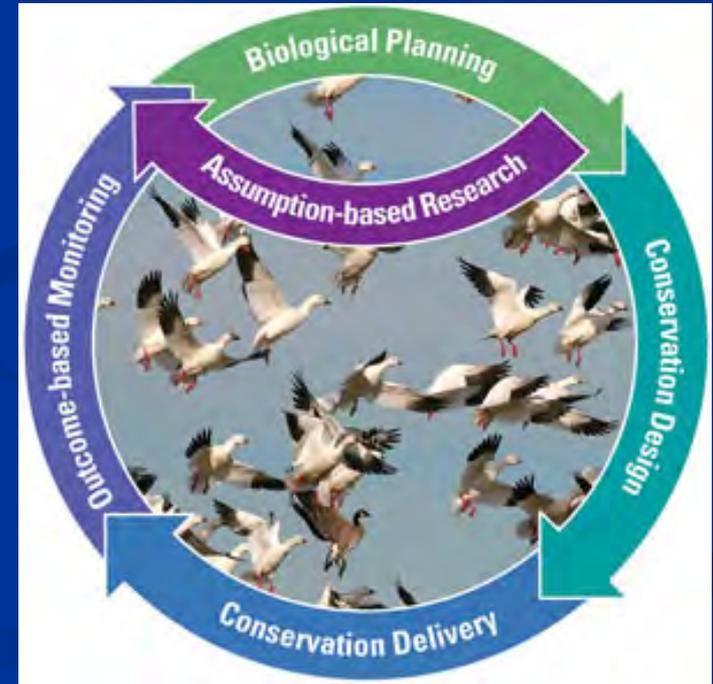 Biological Planning
Assumption-based Research
Conservation Design
Conservation Delivery
Outcome-based Monitoring